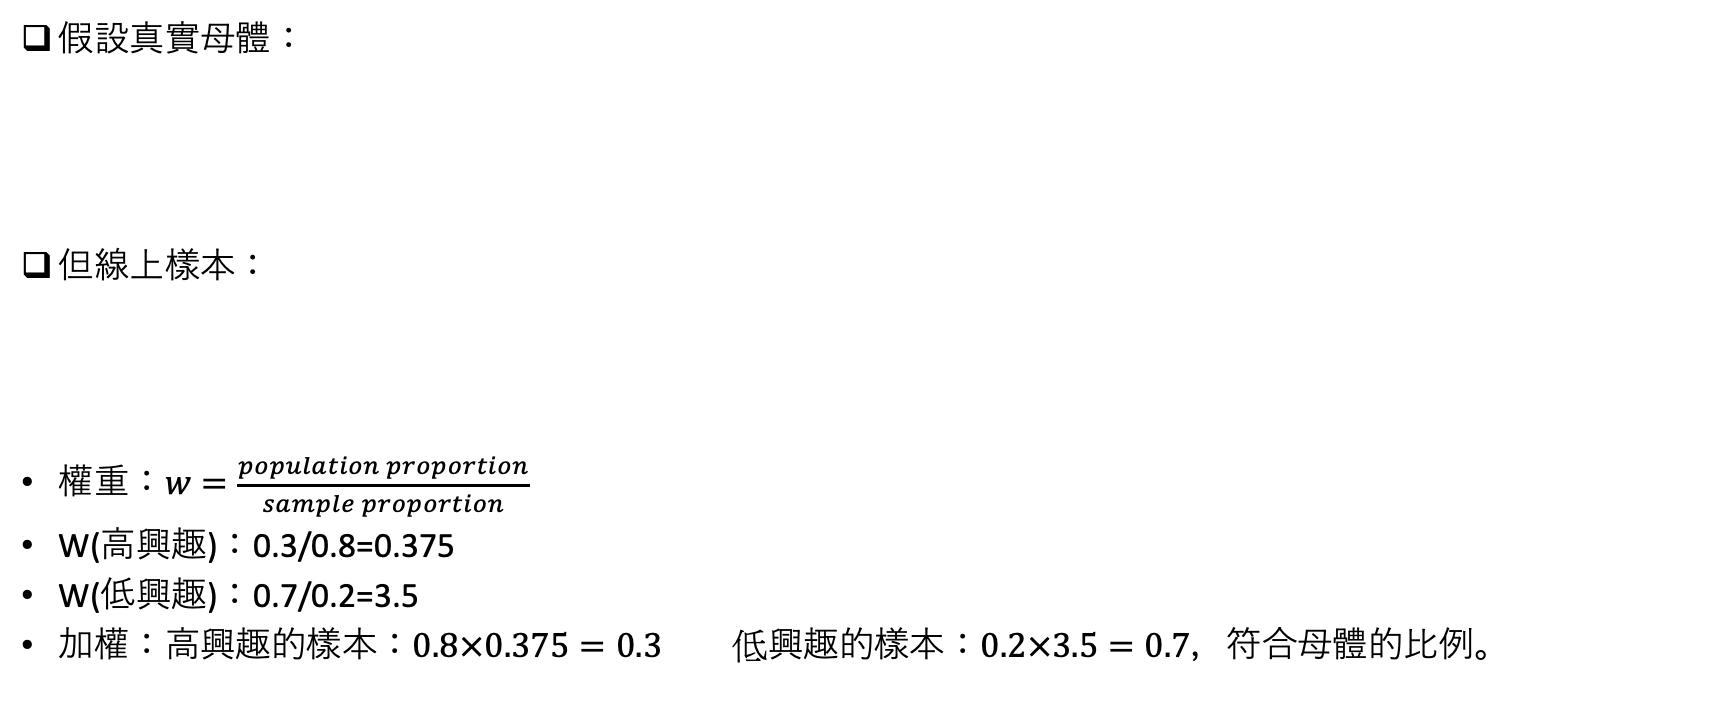 ❑ 假設真實母體：
❑ 但線上樣本：
• 權重：𝑤 = 𝑝𝑜𝑝𝑢𝑙𝑎𝑡𝑖𝑜𝑛 𝑝𝑟𝑜𝑝𝑜𝑟𝑡𝑖𝑜𝑛 / 𝑠𝑎𝑚𝑝𝑙𝑒 𝑝𝑟𝑜𝑝𝑜𝑟𝑡𝑖𝑜𝑛
• W(高興趣)：0.3/0.8=0.375
• W(低興趣)：0.7/0.2=3.5
• 加權：高興趣的樣本：0.8×0.375 = 0.3 低興趣的樣本：0.2×3.5 = 0.7, 符合母體的比例。